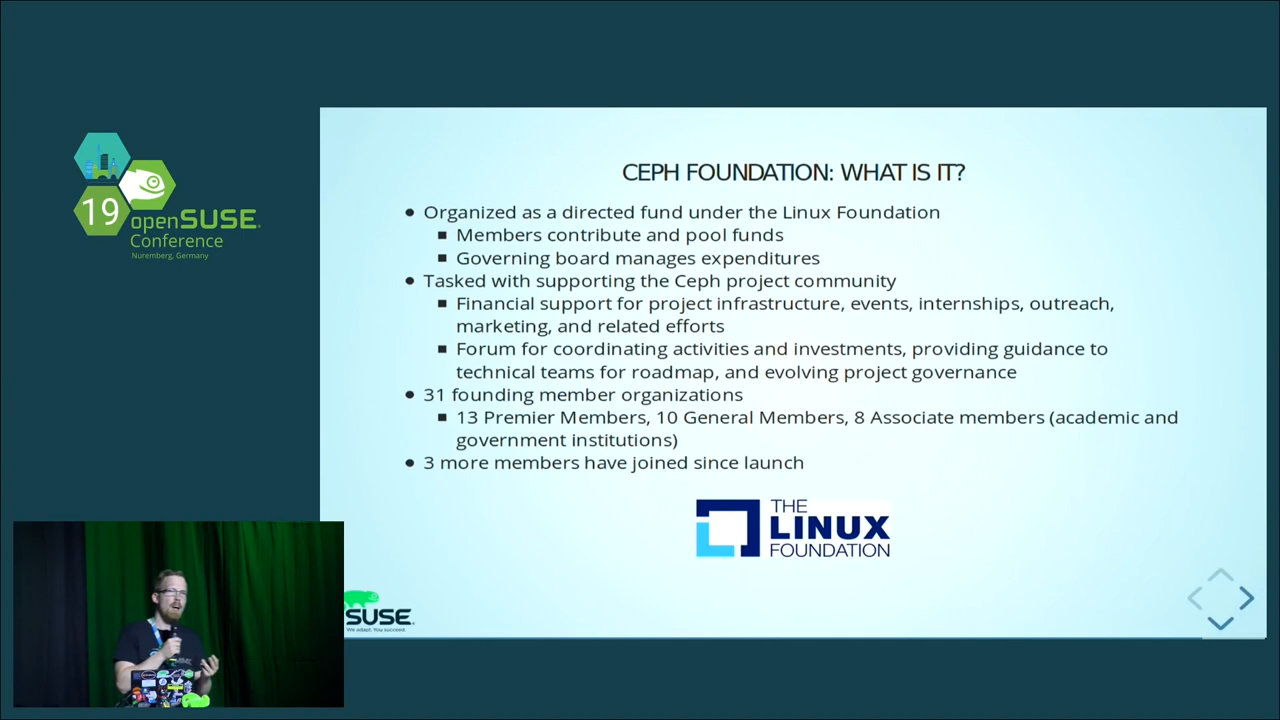 19
openSUSE
Conference
Nuremberg, Germany
CEPH FOUNDATION: WHAT IS IT?
Organized as a directed fund under the Linux Foundation
Members contribute and pool funds
Governing board manages expenditures
Tasked with supporting the Ceph project community
Financial support for project infrastructure, events, internships, outreach,
marketing, and related efforts
Forum for coordinating activities and investments, providing guidance to
technical teams for roadmap, and evolving project governance
31 founding member organizations
13 Premier Members, 10 General Members, 8 Associate members (academic and
government institutions)
3 more members have joined since launch
THE
LINUX
FOUNDATION
SUSE
We adapt. You succeed.